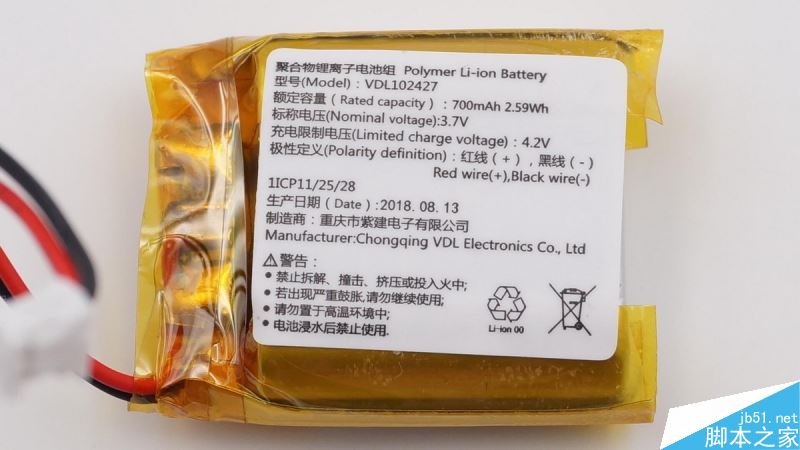 聚合物锂离子电池组 Polymer Li-ion Battery
型号(Model)：VDL102427
额定容量（Rated capacity）：700mAh 2.59Wh
标称电压(Nominal voltage):3.7V
充电限制电压(Limited charge voltage)：4.2V
极性定义(Polarity definition)：红线(+)，黑线(-)
Red wire(+),Black wire(-)
1ICP11/25/28
生产日期（Date）:2018. 08. 13
制造商：重庆市紫建电子有限公司
Manufacturer:Chongqing VDL Electronics Co., Ltd
⚠警告：
• 禁止拆解、撞击、挤压或投入火中;
• 若出现严重鼓胀,请勿继续使用;
• 请勿置于高温环境中;
• 电池浸水后禁止使用.
Li-ion 00
jb51.net
脚本之家